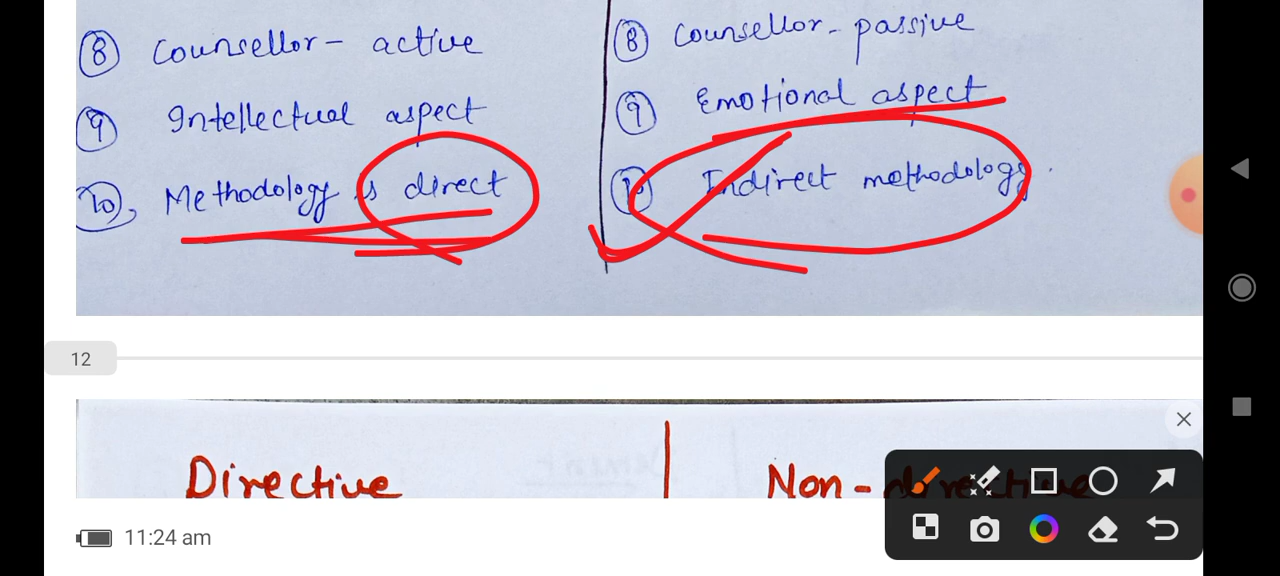 ⑧ Counsellor - active
⑨ Intellectual aspect
⑩, Methodology is direct
⑧ Counsellor - passive
⑨ Emotional aspect
⑩ Indirect methodology.
12
Directive
Non-directive
11:24 am